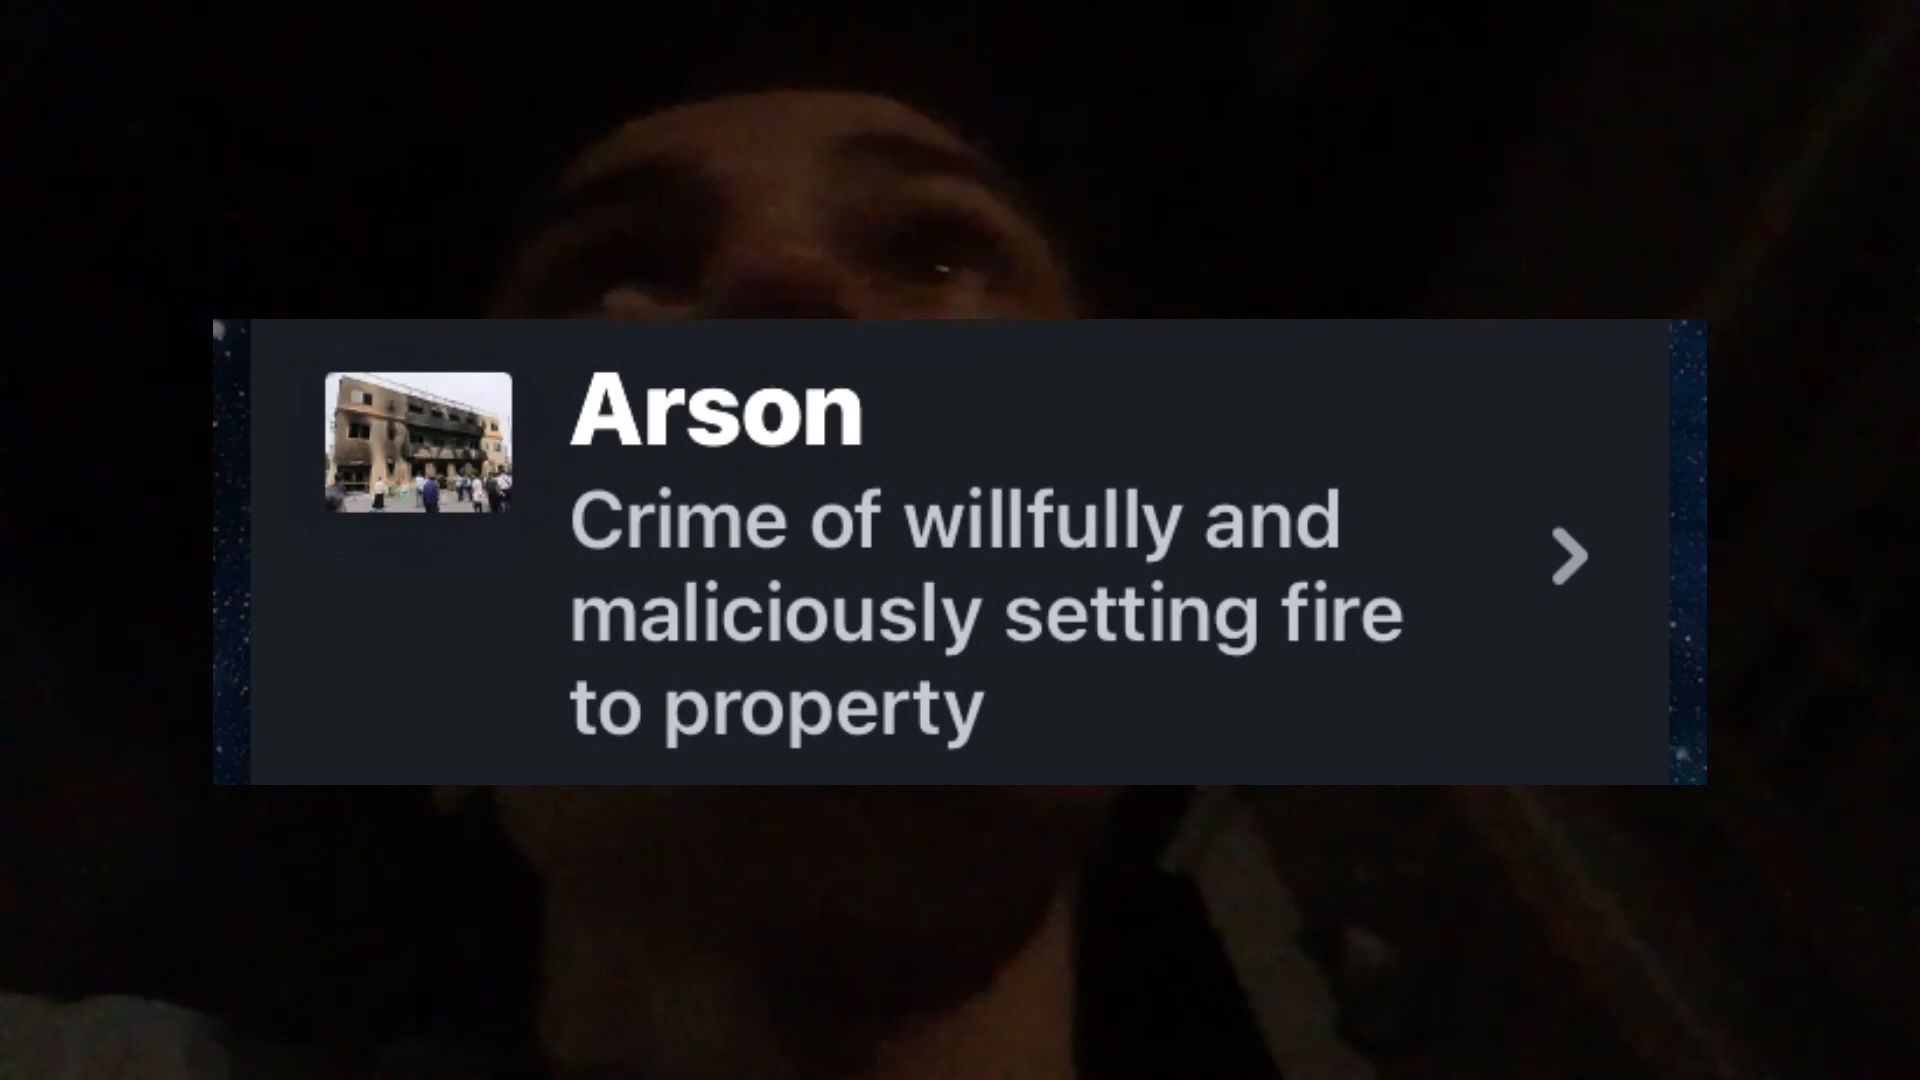 Arson
Crime of willfully and
maliciously setting fire
to property